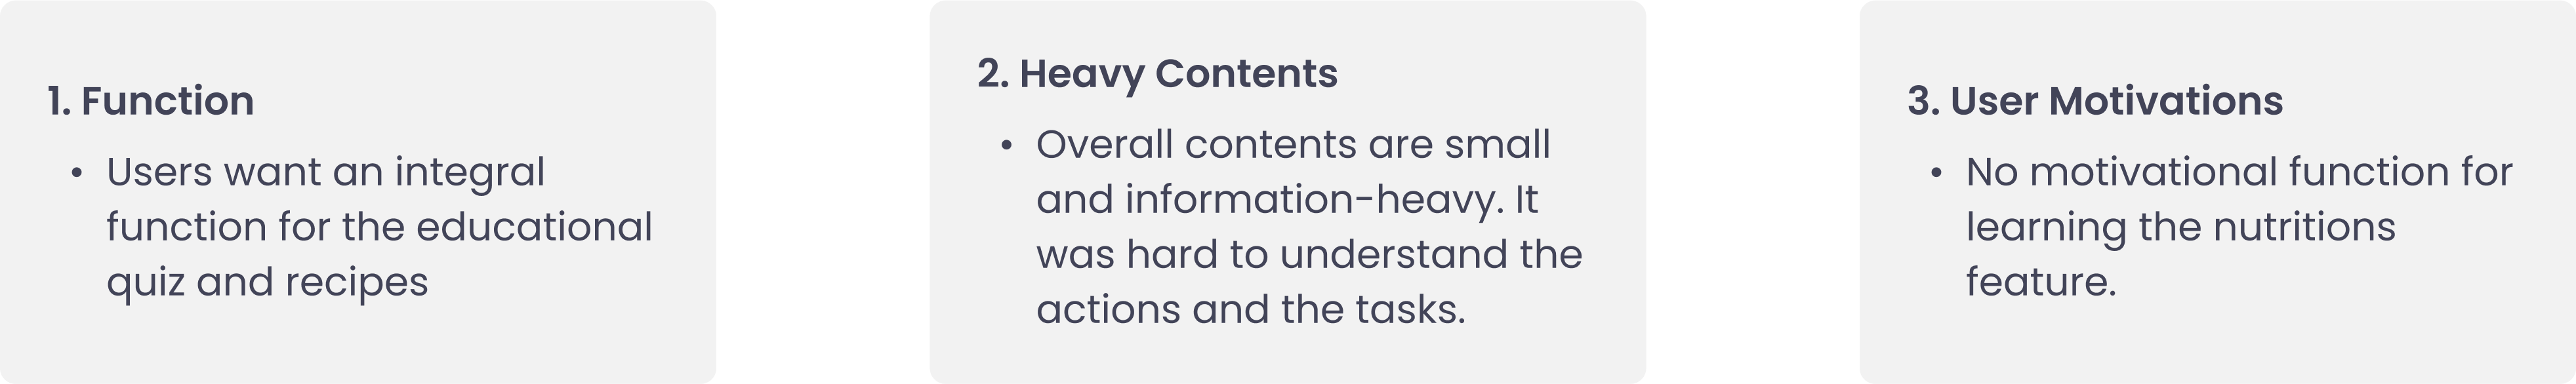 1. Function
• Users want an integral
function for the educational
quiz and recipes
2. Heavy Contents
• Overall contents are small
and information-heavy. It
was hard to understand the
actions and the tasks.
3. User Motivations
• No motivational function for
learning the nutritions
feature.